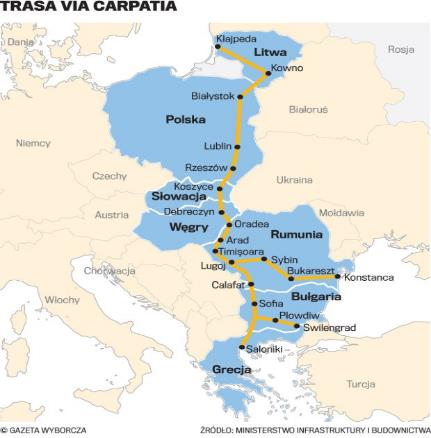 TRASA VIA CARPATIA
Kłajpeda
Dania
Litwa
Rosja
Kowno
Białystok
Białoruś
Polska
Niemcy
Lublin
Rzeszów
Czechy
Koszyce
Ukraina
Słowacja
Debreczyn
Mołdawia
Austria
Oradea
Węgry
Rumunia
Arad
Timişoara
Sybin
Lugoj
Bukareszt
Chorwacja
Konstanca
Calafat
Bułgaria
Włochy
Sofia
Płowdiw
Swilengrad
Saloniki
Grecja
Turcja
© GAZETA WYBORCZA
ŹRÓDŁO: MINISTERSTWO INFRASTRUKTURY I BUDOWNICTWA